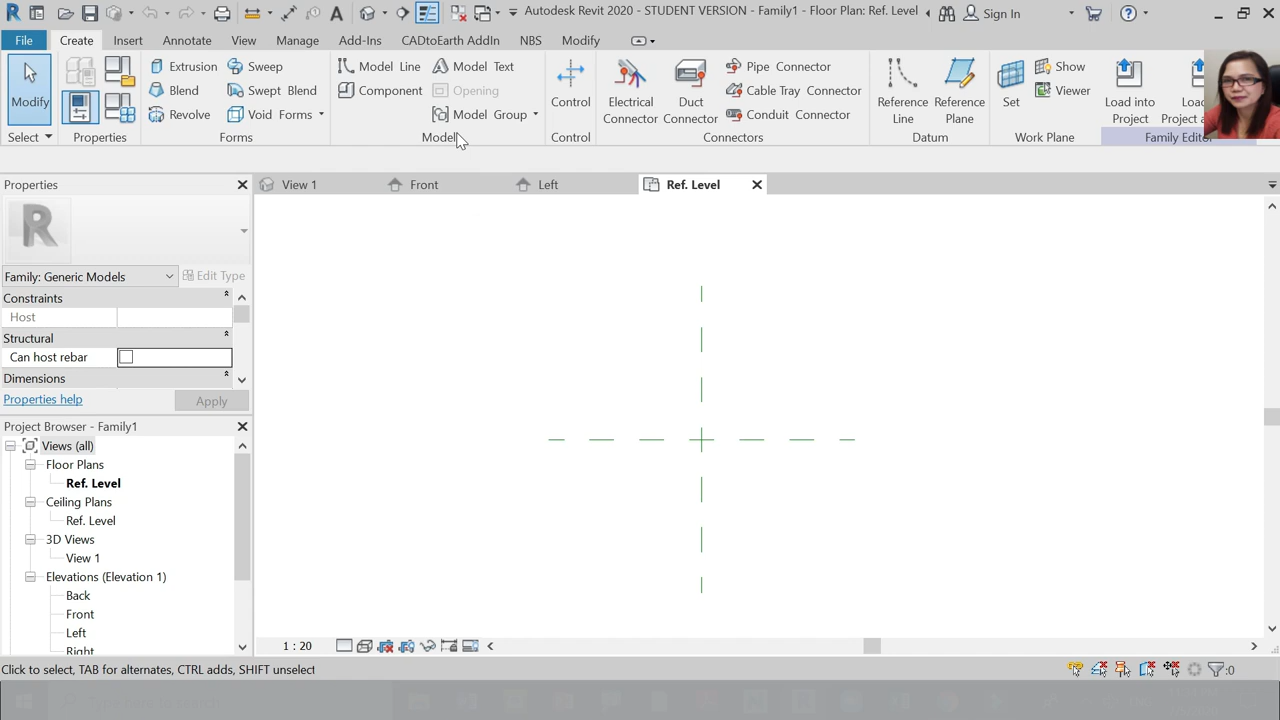 Autodesk Revit 2020 - STUDENT VERSION - Family1 - Floor Plan: Ref. Level
Sign In
File Create Insert Annotate View Manage Add-Ins CADtoEarth AddIn NBS Modify
Modify
Select
Properties
Extrusion Sweep
Blend Swept Blend
Revolve Void Forms
Forms
Model Line Model Text
Component Opening
Model Group
Model
Control
Control
Electrical Connector
Duct Connector
Pipe Connector
Cable Tray Connector
Conduit Connector
Connectors
Reference Line
Reference Plane
Datum
Set
Show
Viewer
Work Plane
Load into Project
Family Editor
Properties
View 1 Front Left Ref. Level
Family: Generic Models Edit Type
Constraints
Host
Structural
Can host rebar
Dimensions
Properties help Apply
Project Browser - Family1
Views (all)
Floor Plans
Ref. Level
Ceiling Plans
Ref. Level
3D Views
View 1
Elevations (Elevation 1)
Back
Front
Left
Right
1 : 20
Click to select, TAB for alternates, CTRL adds, SHIFT unselect
:0